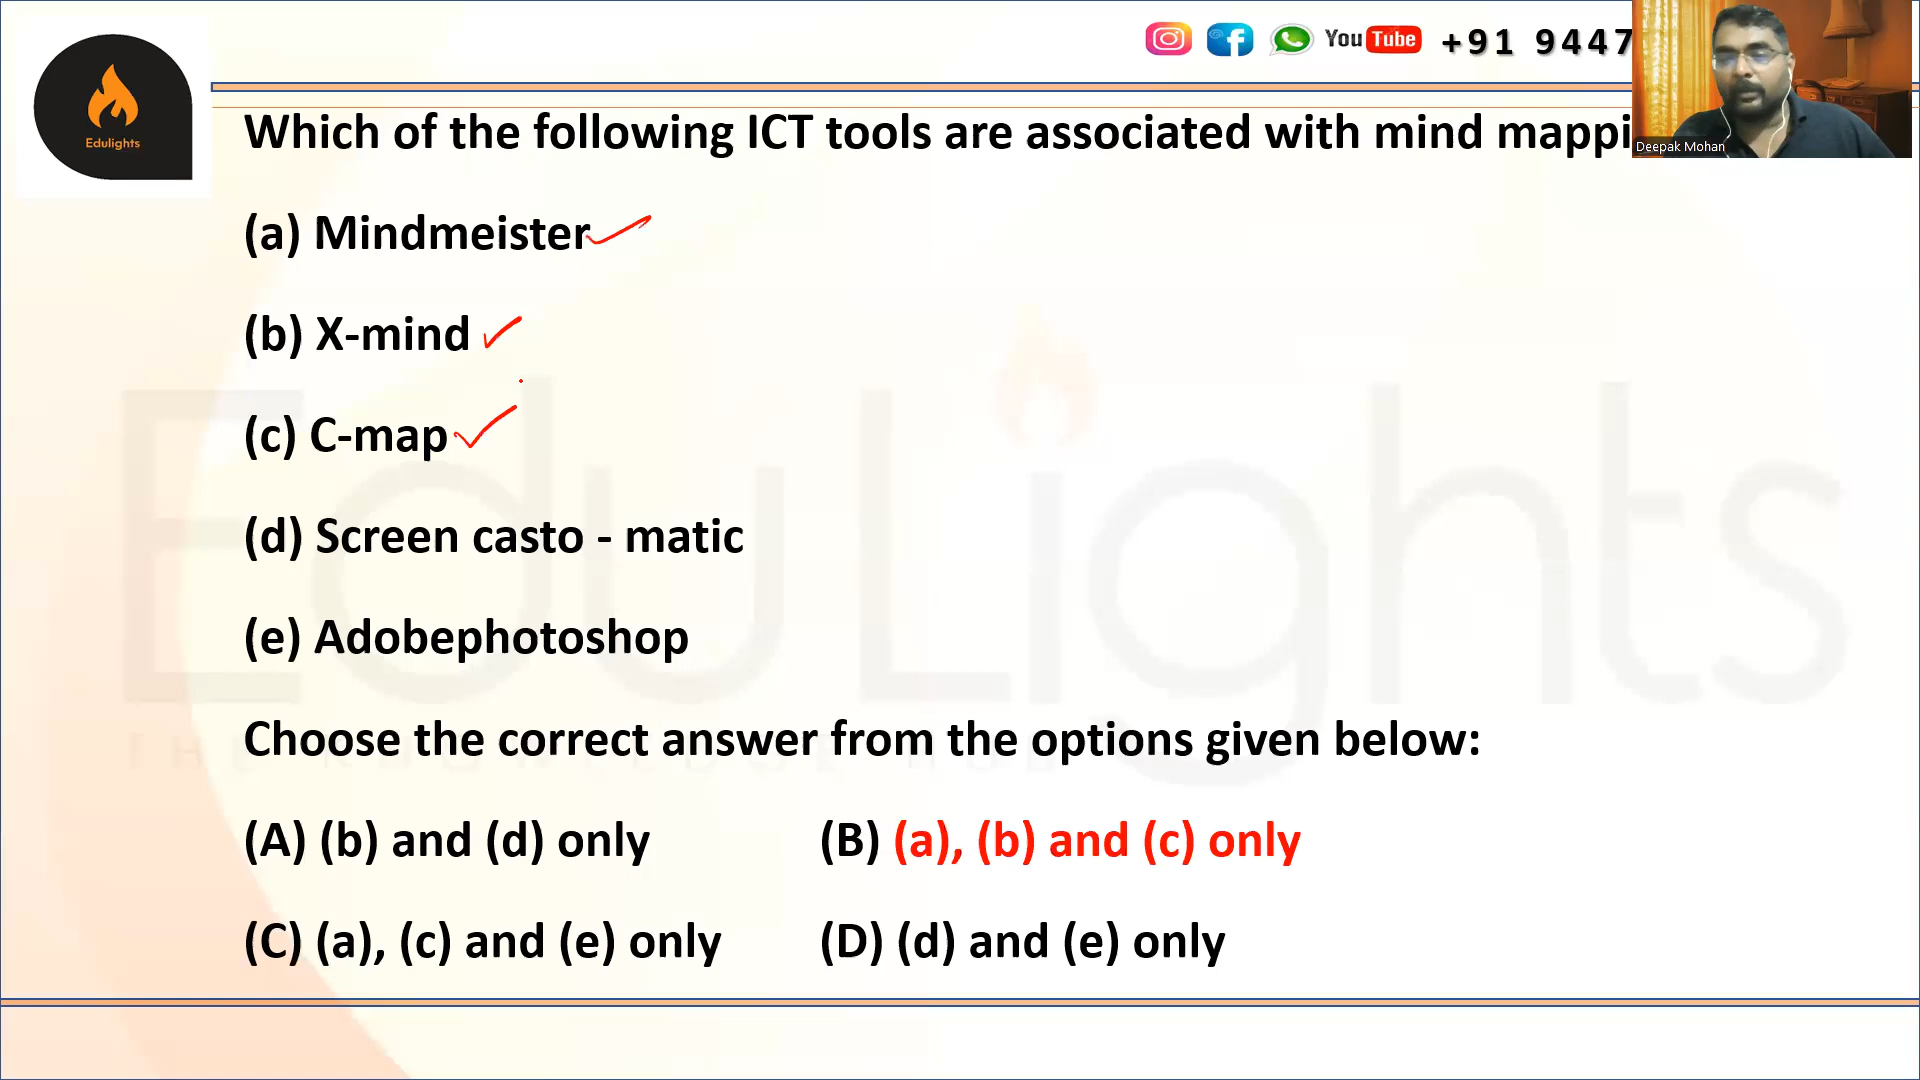 You Tube +91 9447
Edulights
Which of the following ICT tools are associated with mind mappi
Deepak Mohan
(a) Mindmeister
(b) X-mind
(c) C-map
(d) Screen casto - matic
(e) Adobephotoshop
EduLights
Choose the correct answer from the options given below:
(A) (b) and (d) only (B) (a), (b) and (c) only
(C) (a), (c) and (e) only (D) (d) and (e) only